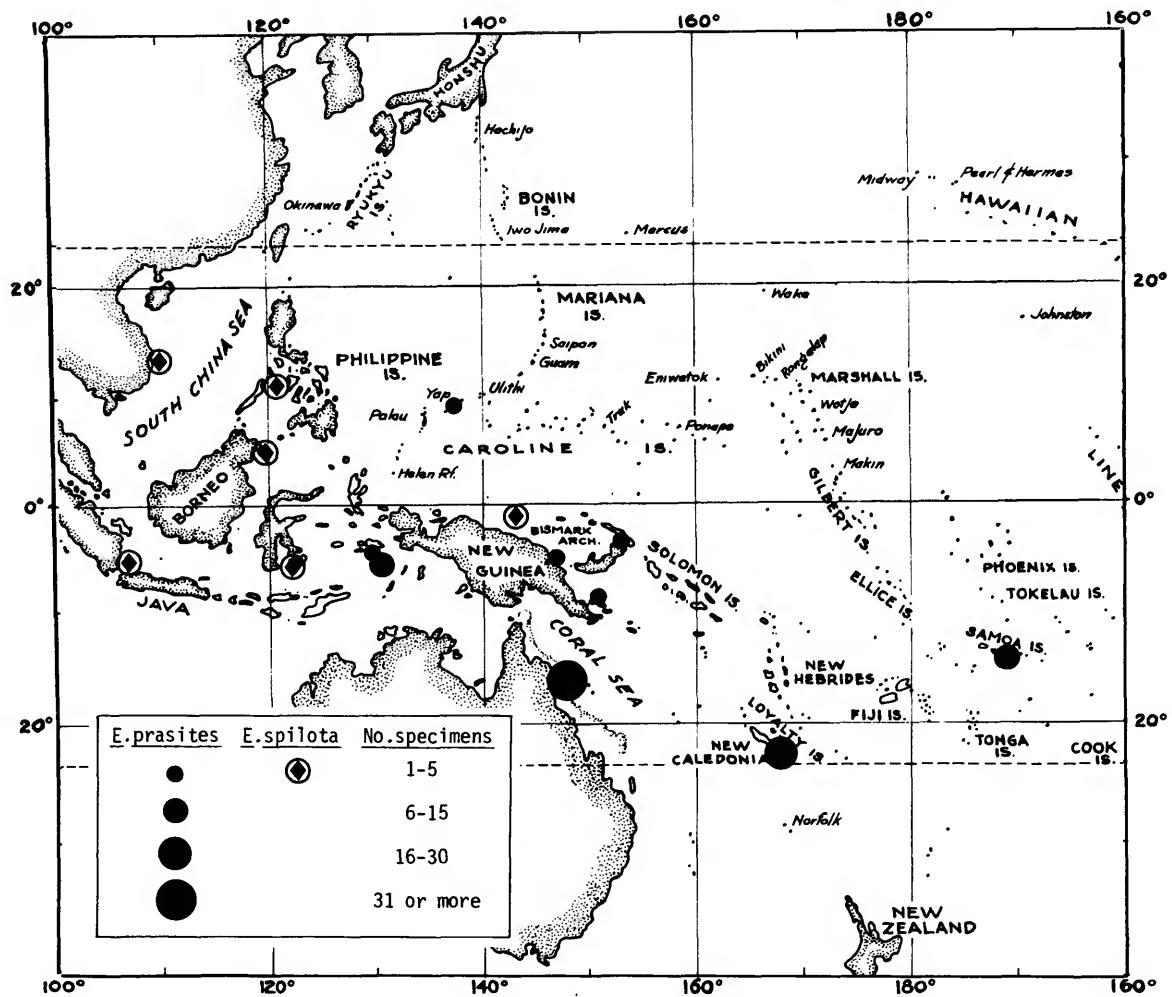 100° 120° 140° 160° 180° 160°
HONSHU
Hachijo
Midway Pearl & Hermes
HAWAIIAN
RYUKYU IS.
Okinawa
BONIN
IS.
Iwo Jima Marcus
20° 20°
MARIANA
IS.
Wake
Johnston
Saipan
Guam
SOUTH CHINA SEA
PHILIPPINE
IS.
Yap Ulithi
Eniwetok
Bikini
Rongelap
MARSHALL IS.
Wotje
Palau
Truk
Ponape
Majuro
CAROLINE IS.
Makin
Helen Rf.
LINE
BORNEO
GILBERT IS.
0° 0°
BISMARK
ARCH.
NEW
GUINEA
SOLOMON IS.
PHOENIX IS.
ELLICE IS.
TOKELAU IS.
JAVA
CORAL SEA
SAMOA IS.
NEW
HEBRIDES
FIJI IS.
20° 20°
LOYALTY IS.
NEW
CALEDONIA
TONGA
IS.
COOK
IS.
Norfolk
NEW
ZEALAND
E.prasites E.spilota No.specimens
1-5
6-15
16-30
31 or more
100° 120° 140° 160° 180° 160°